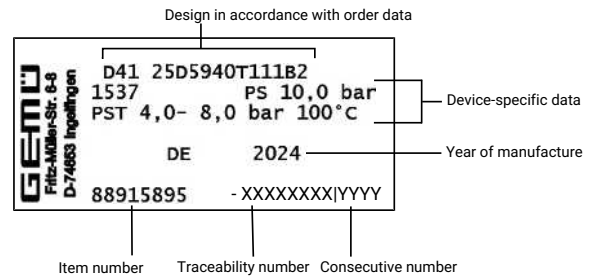 Design in accordance with order data
GEMÜ
Fritz-Müller-Str. 6-8
D-74653 Ingelfingen
D41 25D5940T111B2
1537 PS 10,0 bar
PST 4,0- 8,0 bar 100°C
Device-specific data
DE 2024
Year of manufacture
88915895 -XXXXXXXX|YYYY
Item number Traceability number Consecutive number